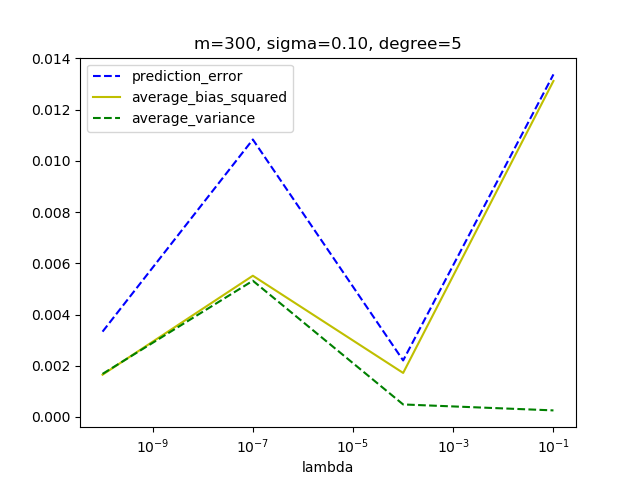 m=300, sigma=0.10, degree=5
prediction_error
average_bias_squared
average_variance
0.014
0.012
0.010
0.008
0.006
0.004
0.002
0.000
10⁻⁹ 10⁻⁷ 10⁻⁵ 10⁻³ 10⁻¹
lambda